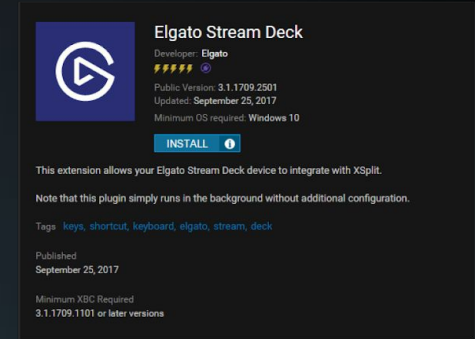 Elgato Stream Deck
Developer: Elgato
Public Version: 3.1.1709.2501
Updated: September 25, 2017
Minimum OS required: Windows 10
INSTALL
This extension allows your Elgato Stream Deck device to integrate with XSplit.
Note that this plugin simply runs in the background without additional configuration.
Tags keys, shortcut, keyboard, elgato, stream, deck
Published
September 25, 2017
Minimum XBC Required
3.1.1709.1101 or later versions